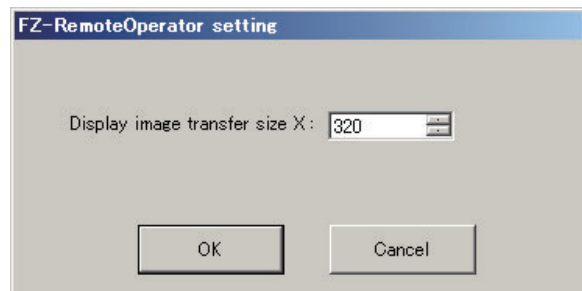 FZ-RemoteOperator setting
Display image transfer size X:
320
OK
Cancel